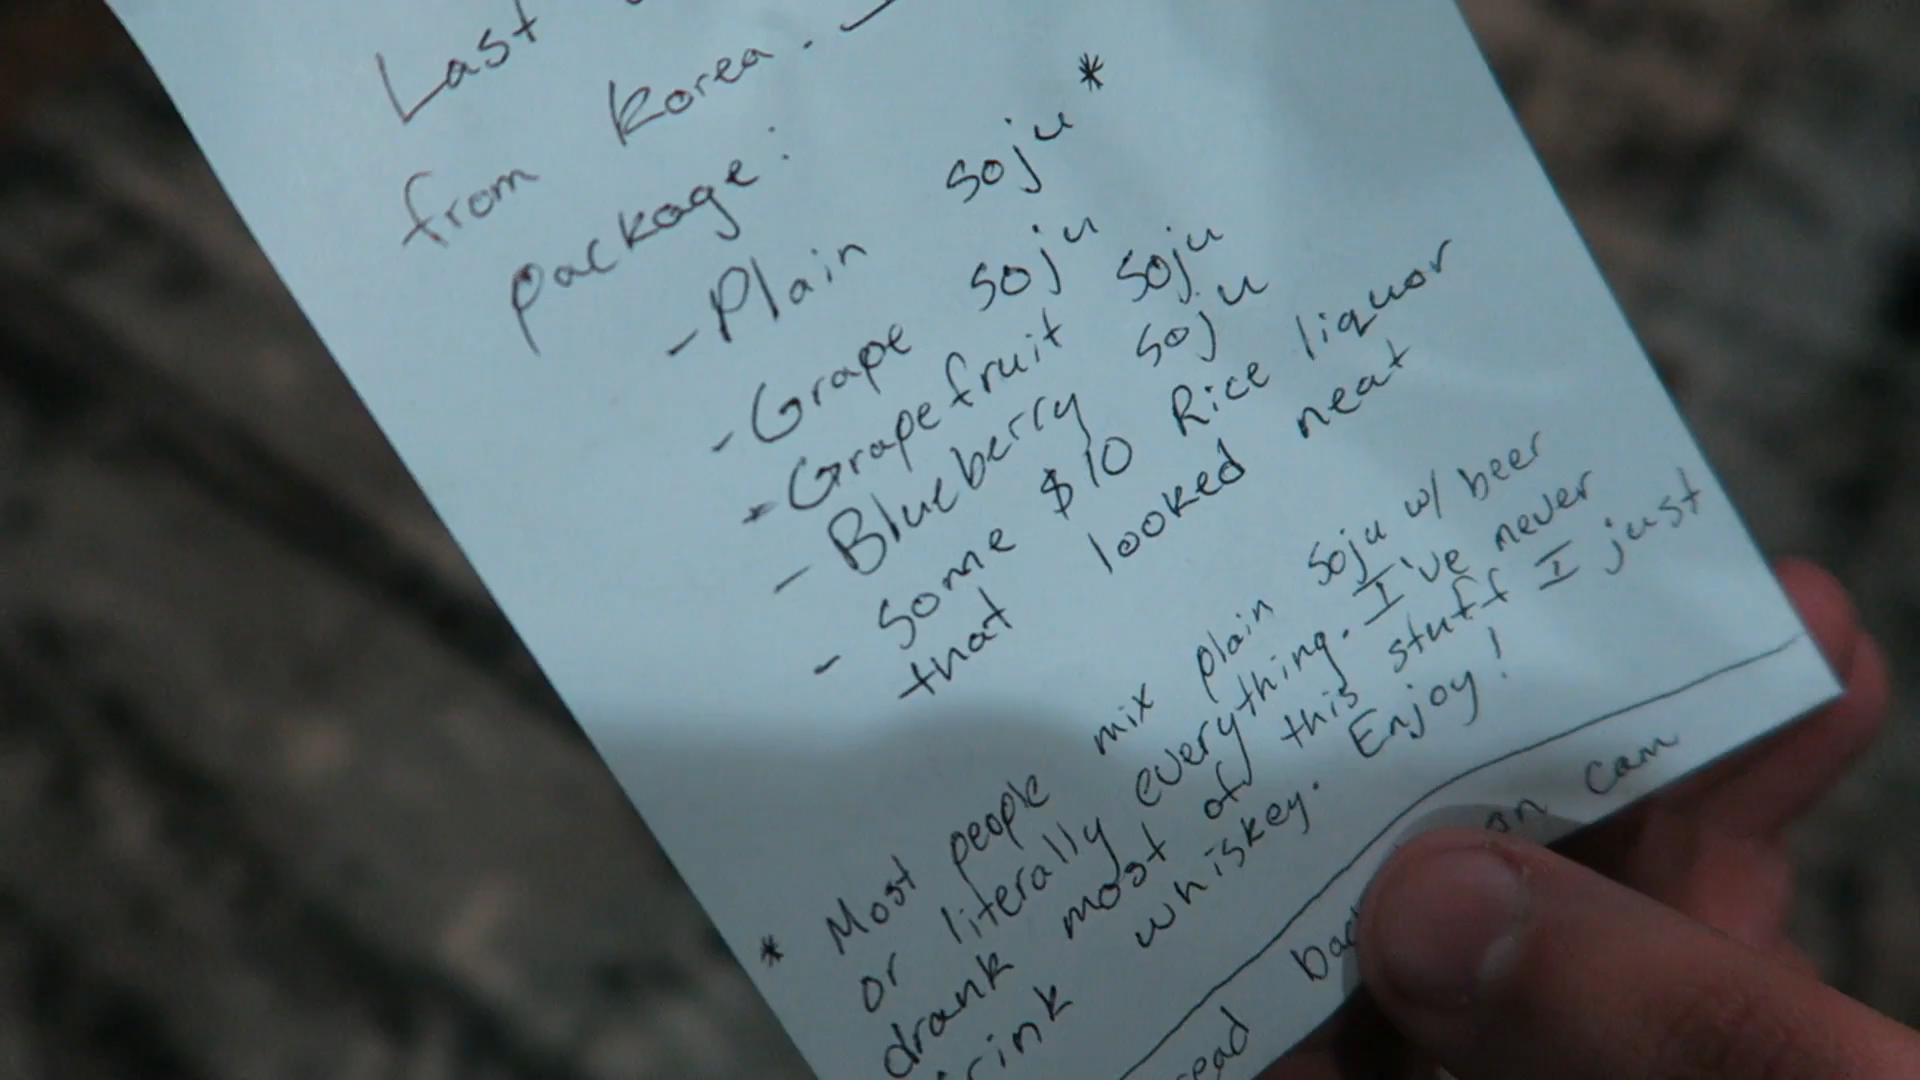 Last
from Korea.
package:
- Plain soju*
- Grape soju
- Grapefruit soju
- Blueberry soju
- Some $10 Rice liquor
that looked neat
* Most people mix plain soju w/ beer
or literally everything. I've never
drank most of this stuff I just
drink whiskey. Enjoy!
on cam